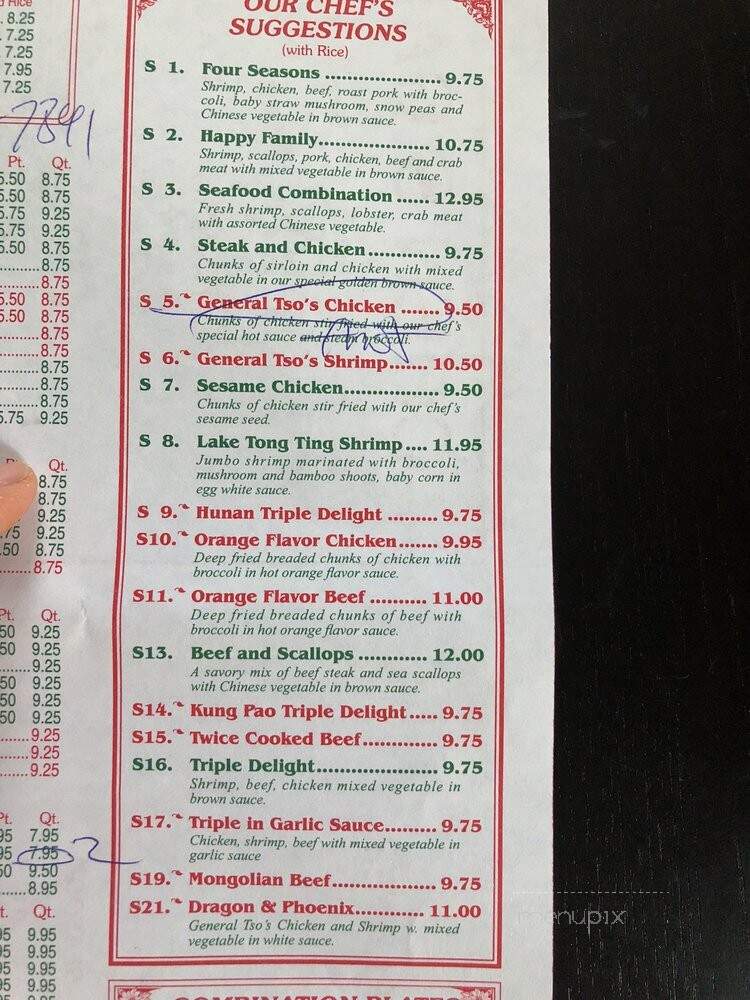 d Rice
8.25
7.25
7.25
7.95
7.25
7841
Pt. Qt.
5.50 8.75
5.50 8.75
5.75 9.25
5.75 9.25
5.50 8.75
.......8.75
.......8.75
5.50 8.75
5.50 8.75
.......8.75
.......8.75
.......8.75
.......8.75
.......8.75
5.75 9.25
Qt.
8.75
8.75
9.25
.75 9.25
.50 8.75
.......8.75
Pt. Qt.
50 9.25
50 9.25
.......9.25
50 9.25
50 9.25
50 9.25
.......9.25
.......9.25
.......9.25
Pt. Qt.
95 7.95
95 7.95 2
50 9.50
.......8.95
t. Qt.
95 9.95
95 9.95
95 9.95
95 9.95
OUR CHEF'S
SUGGESTIONS
(with Rice)
S 1. Four Seasons ..................... 9.75
Shrimp, chicken, beef, roast pork with broc-
coli, baby straw mushroom, snow peas and
Chinese vegetable in brown sauce.
S 2. Happy Family..................... 10.75
Shrimp, scallops, pork, chicken, beef and crab
meat with mixed vegetable in brown sauce.
S 3. Seafood Combination ...... 12.95
Fresh shrimp, scallops, lobster, crab meat
with assorted Chinese vegetable.
S 4. Steak and Chicken ............. 9.75
Chunks of sirloin and chicken with mixed
vegetable in our special golden brown sauce.
S 5. General Tso's Chicken ....... 9.50
Chunks of chicken stir fried with our chef's
special hot sauce and steam broccoli.
S 6. General Tso's Shrimp....... 10.50
S 7. Sesame Chicken................. 9.50
Chunks of chicken stir fried with our chef's
sesame seed.
S 8. Lake Tong Ting Shrimp .... 11.95
Jumbo shrimp marinated with broccoli,
mushroom and bamboo shoots, baby corn in
egg white sauce.
S 9. Hunan Triple Delight ......... 9.75
S10. Orange Flavor Chicken....... 9.95
Deep fried breaded chunks of chicken with
broccoli in hot orange flavor sauce.
S11. Orange Flavor Beef .......... 11.00
Deep fried breaded chunks of beef with
broccoli in hot orange flavor sauce.
S13. Beef and Scallops ............ 12.00
A savory mix of beef steak and sea scallops
with Chinese vegetable in brown sauce.
S14. Kung Pao Triple Delight ..... 9.75
S15. Twice Cooked Beef............. 9.75
S16. Triple Delight..................... 9.75
Shrimp, beef, chicken mixed vegetable in
brown sauce.
S17. Triple in Garlic Sauce......... 9.75
Chicken, shrimp, beef with mixed vegetable in
garlic sauce
S19. Mongolian Beef.................. 9.75
S21. Dragon & Phoenix............ 11.00
General Tso's Chicken and Shrimp w. mixed
vegetable in white sauce.
COMBINATION PLATES
menupix